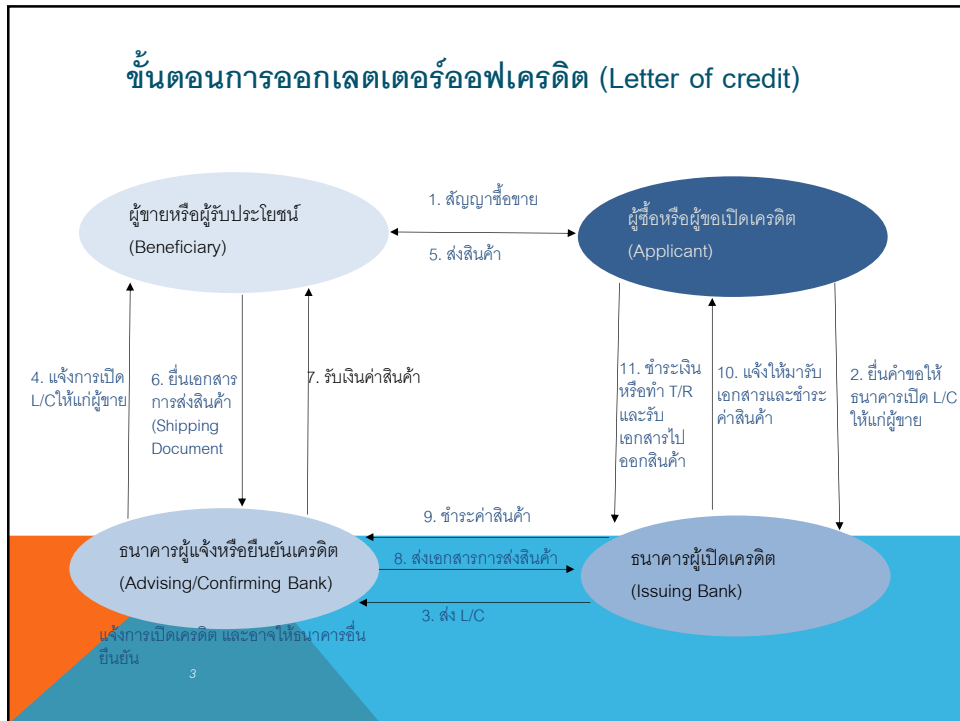 ขั้นตอนการออกเลตเตอร์ออฟเครดิต (Letter of credit)
ผู้ขายหรือผู้รับประโยชน์
(Beneficiary)
1. สัญญาซื้อขาย
5. ส่งสินค้า
ผู้ซื้อหรือผู้ขอเปิดเครดิต
(Applicant)
4. แจ้งการเปิด
L/Cให้แก่ผู้ขาย
6. ยื่นเอกสาร
การส่งสินค้า
(Shipping
Document
7. รับเงินค่าสินค้า
11. ชำระเงิน
หรือทำ T/R
และรับ
เอกสารไป
ออกสินค้า
10. แจ้งให้มารับ
เอกสารและชำระ
ค่าสินค้า
2. ยื่นคำขอให้
ธนาคารเปิด L/C
ให้แก่ผู้ขาย
9. ชำระค่าสินค้า
8. ส่งเอกสารการส่งสินค้า
3. ส่ง L/C
ธนาคารผู้แจ้งหรือยืนยันเครดิต
(Advising/Confirming Bank)
ธนาคารผู้เปิดเครดิต
(Issuing Bank)
แจ้งการเปิดเครดิต และอาจให้ธนาคารอื่น
ยืนยัน
3